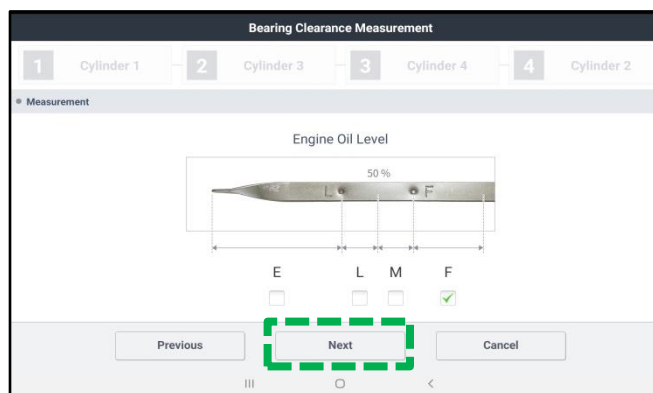 Bearing Clearance Measurement
1 Cylinder 1 2 Cylinder 3 3 Cylinder 4 4 Cylinder 2
Measurement
Engine Oil Level
50 %
L F
E L M F
Previous Next Cancel